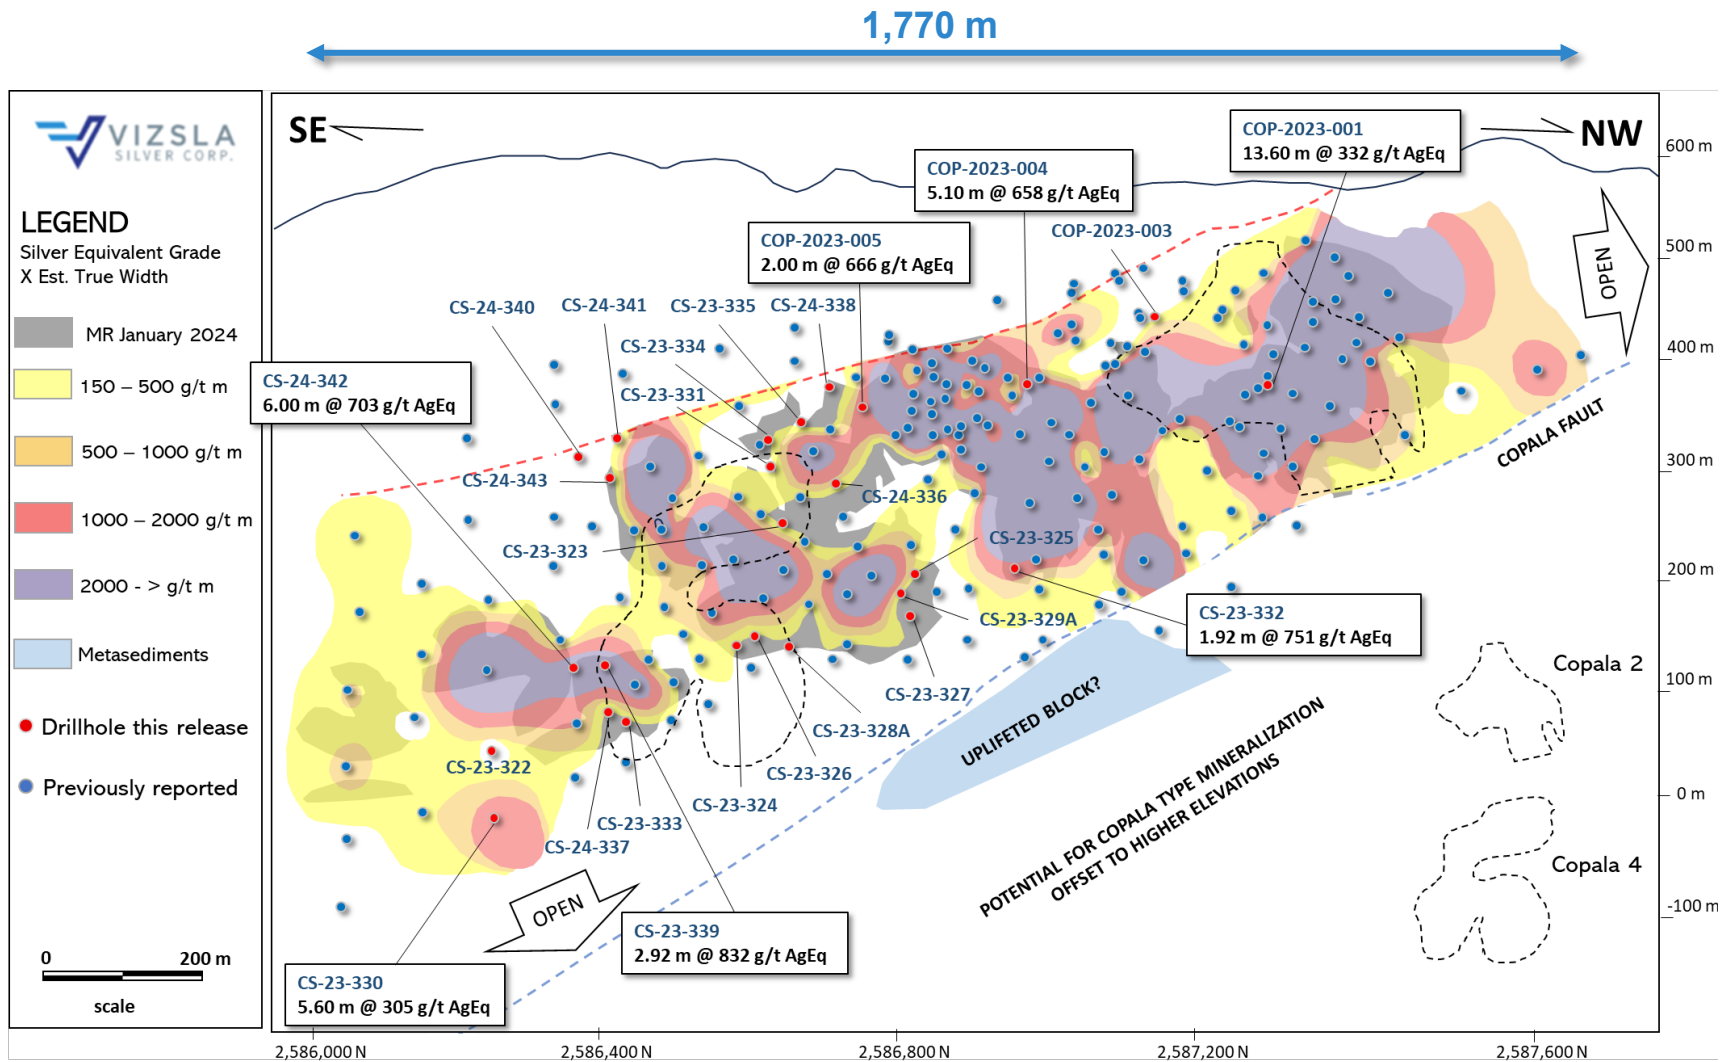 1,770 m
VIZSLA
SILVER CORP.
LEGEND
Silver Equivalent Grade
X Est. True Width
MR January 2024
150 – 500 g/t m
500 – 1000 g/t m
1000 – 2000 g/t m
2000 - > g/t m
Metasediments
Drillhole this release
Previously reported
0 200 m
scale
SE
NW
COP-2023-001
13.60 m @ 332 g/t AgEq
COP-2023-004
5.10 m @ 658 g/t AgEq
COP-2023-003
COP-2023-005
2.00 m @ 666 g/t AgEq
CS-24-340
CS-24-341
CS-23-335
CS-24-338
CS-23-334
CS-24-342
6.00 m @ 703 g/t AgEq
CS-23-331
CS-24-343
CS-24-336
CS-23-323
CS-23-325
CS-23-329A
CS-23-332
1.92 m @ 751 g/t AgEq
CS-23-327
CS-23-328A
CS-23-326
CS-23-324
CS-23-333
CS-24-337
CS-23-322
CS-23-339
2.92 m @ 832 g/t AgEq
CS-23-330
5.60 m @ 305 g/t AgEq
OPEN
OPEN
COPALA FAULT
UPLIFETED BLOCK?
POTENTIAL FOR COPALA TYPE MINERALIZATION
OFFSET TO HIGHER ELEVATIONS
Copala 2
Copala 4
600 m
500 m
400 m
300 m
200 m
100 m
0 m
-100 m
2,586,000 N
2,586,400 N
2,586,800 N
2,587,200 N
2,587,600 N